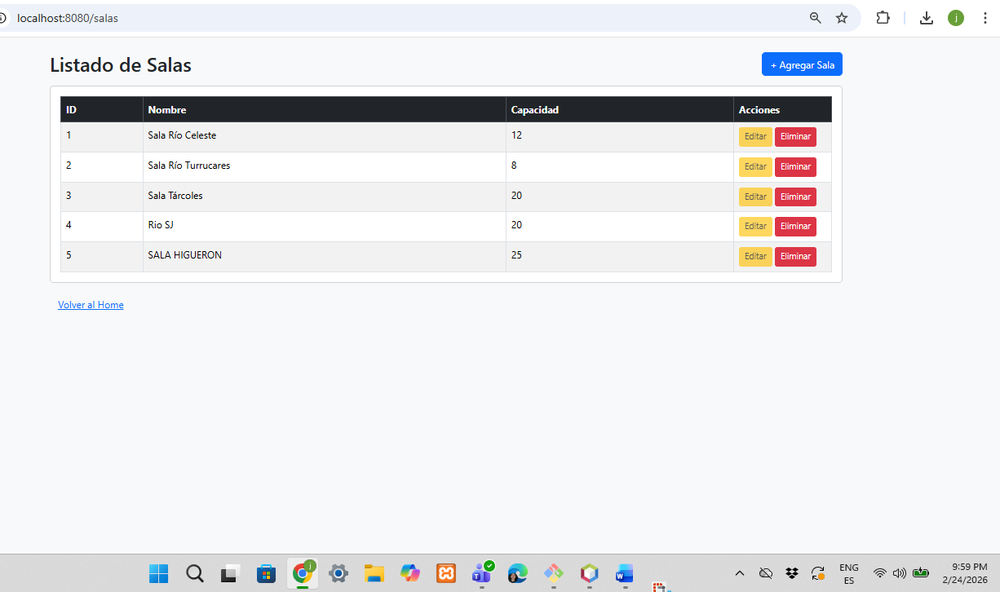 localhost:8080/salas
j
Listado de Salas
+ Agregar Sala
ID Nombre Capacidad Acciones
1 Sala Río Celeste 12 Editar Eliminar
2 Sala Río Turrucares 8 Editar Eliminar
3 Sala Tárcoles 20 Editar Eliminar
4 Rio SJ 20 Editar Eliminar
5 SALA HIGUERON 25 Editar Eliminar
Volver al Home
ENG 9:59 PM
ES 2/24/2026